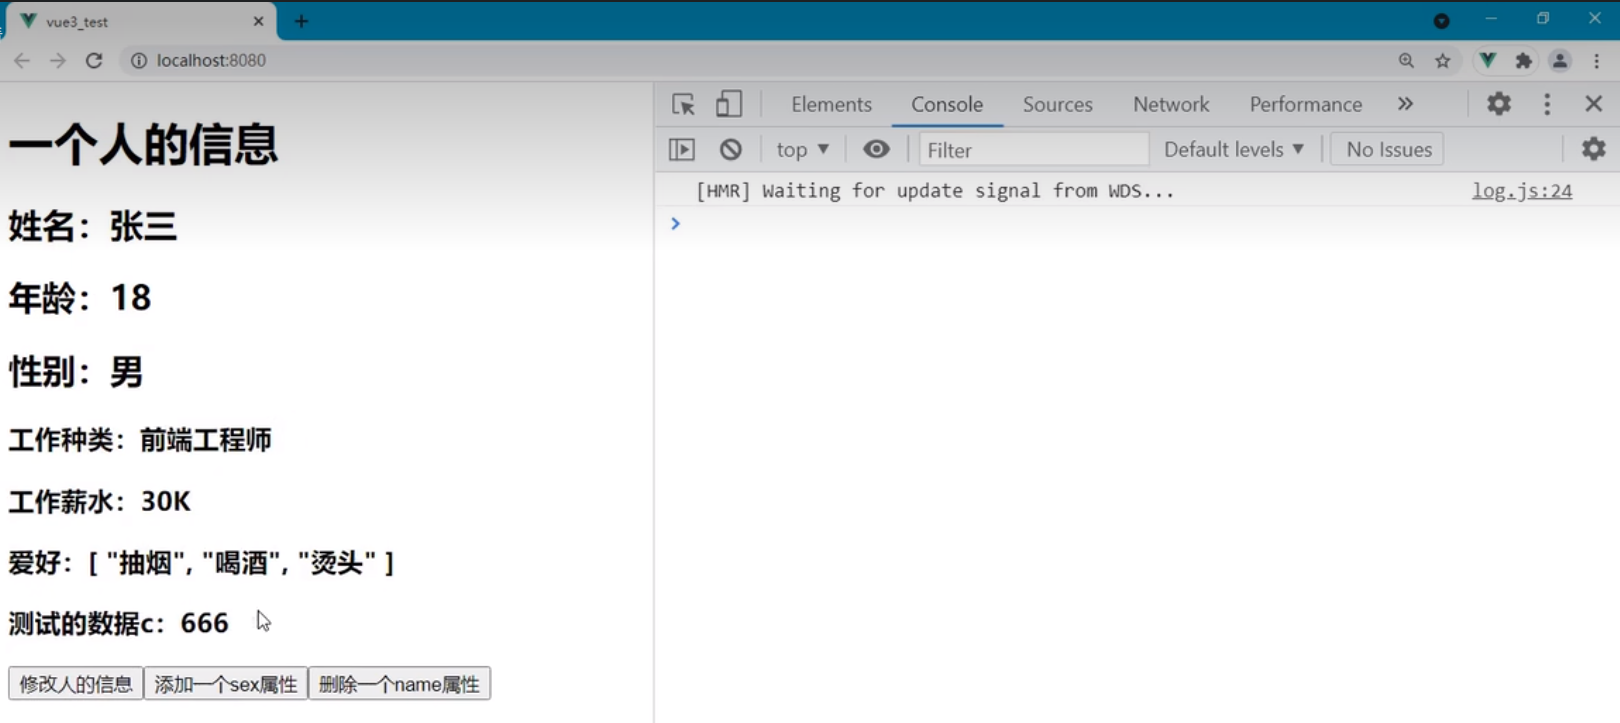 vue3_test
localhost:8080
一个人的信息
姓名：张三
年龄：18
性别：男
工作种类：前端工程师
工作薪水：30K
爱好：[ "抽烟", "喝酒", "烫头" ]
测试的数据c：666
修改人的信息 添加一个sex属性 删除一个name属性
Elements Console Sources Network Performance
top Filter Default levels No Issues
[HMR] Waiting for update signal from WDS... log.js:24